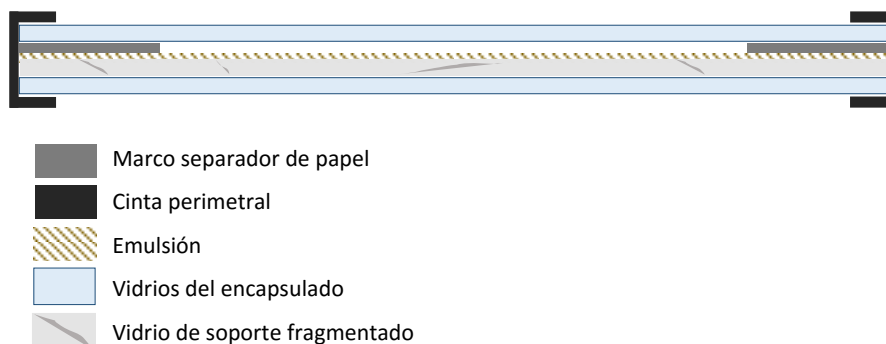 Marco separador de papel
Cinta perimetral
Emulsión
Vidrios del encapsulado
Vidrio de soporte fragmentado